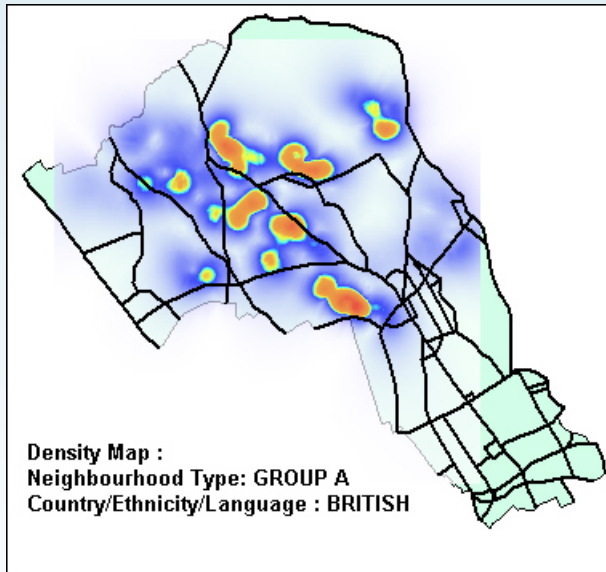 Density Map :
Neighbourhood Type: GROUP A
Country/Ethnicity/Language : BRITISH